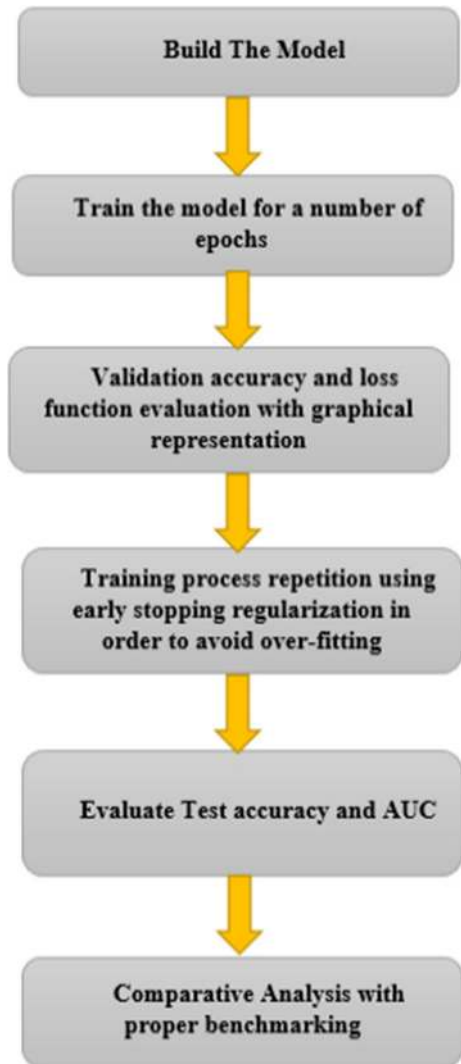 Build The Model
Train the model for a number of
epochs
Validation accuracy and loss
function evaluation with graphical
representation
Training process repetition using
early stopping regularization in
order to avoid over-fitting
Evaluate Test accuracy and AUC
Comparative Analysis with
proper benchmarking